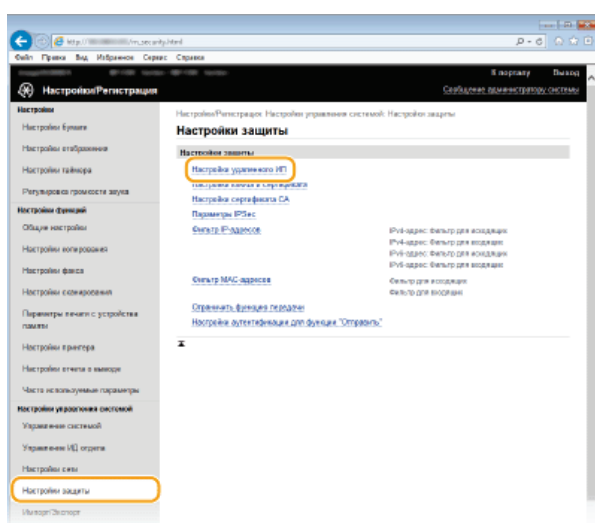 http://
/m_security.html
Файл Правка Вид Избранное Сервис Справка
К порталу Выход
Настройки/Регистрация
Сообщение администратору системы
Настройки
Настройки бумаги
Настройки отображения
Настройки таймера
Регулировка громкости звука
Настройки функций
Общие настройки
Настройки копирования
Настройки факса
Настройки сканирования
Параметры печати с устройства
памяти
Настройки принтера
Настройки отчета о выводе
Часто используемые параметры
Настройки управления системой
Управление системой
Управление ИД отдела
Настройки сети
Настройки защиты
Импорт/Экспорт
Настройки/Регистрация: Настройки управления системой: Настройки защиты
Настройки защиты
Настройки защиты
Настройка удаленного ИП
Настройки ключа и сертификата
Настройки сертификата CA
Параметры IPSec
Фильтр IP-адресов
IPv4-адрес: Фильтр для исходящих
IPv4-адрес: Фильтр для входящих
IPv6-адрес: Фильтр для исходящих
IPv6-адрес: Фильтр для входящих
Фильтр MAC-адресов
Фильтр для исходящих
Фильтр для входящих
Ограничить функцию передачи
Настройки аутентификации для функции "Отправить"